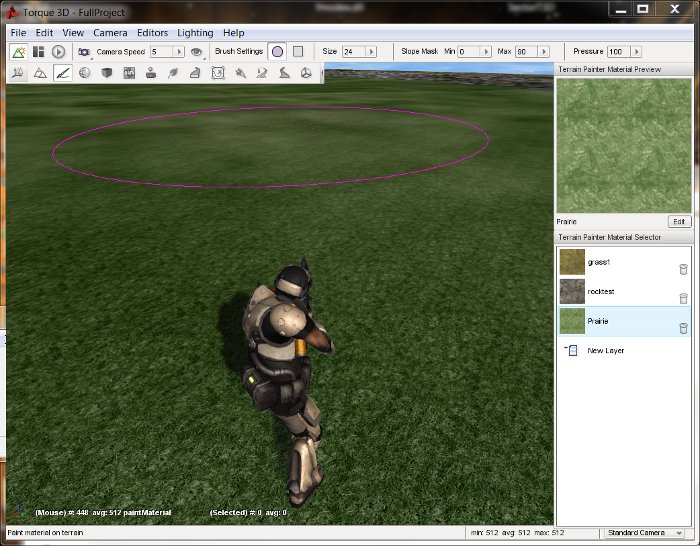 Torque 3D - FullProject
File View Camera Editors Lighting Help
Camera Speed 5 Brush Settings Size 24 Slope Mask Min 0 Max 90 Pressure 100
Terrain Painter Material Preview
Prairie Edit
Terrain Painter Material Selector
grass1
rocktest
Prairie
New Layer
(Mouse) #: 448 avg: 512 paintMaterial (Selected) #: 0 avg: 0
Paint material on terrain min: 512 avg: 512 max: 512 Standard Camera